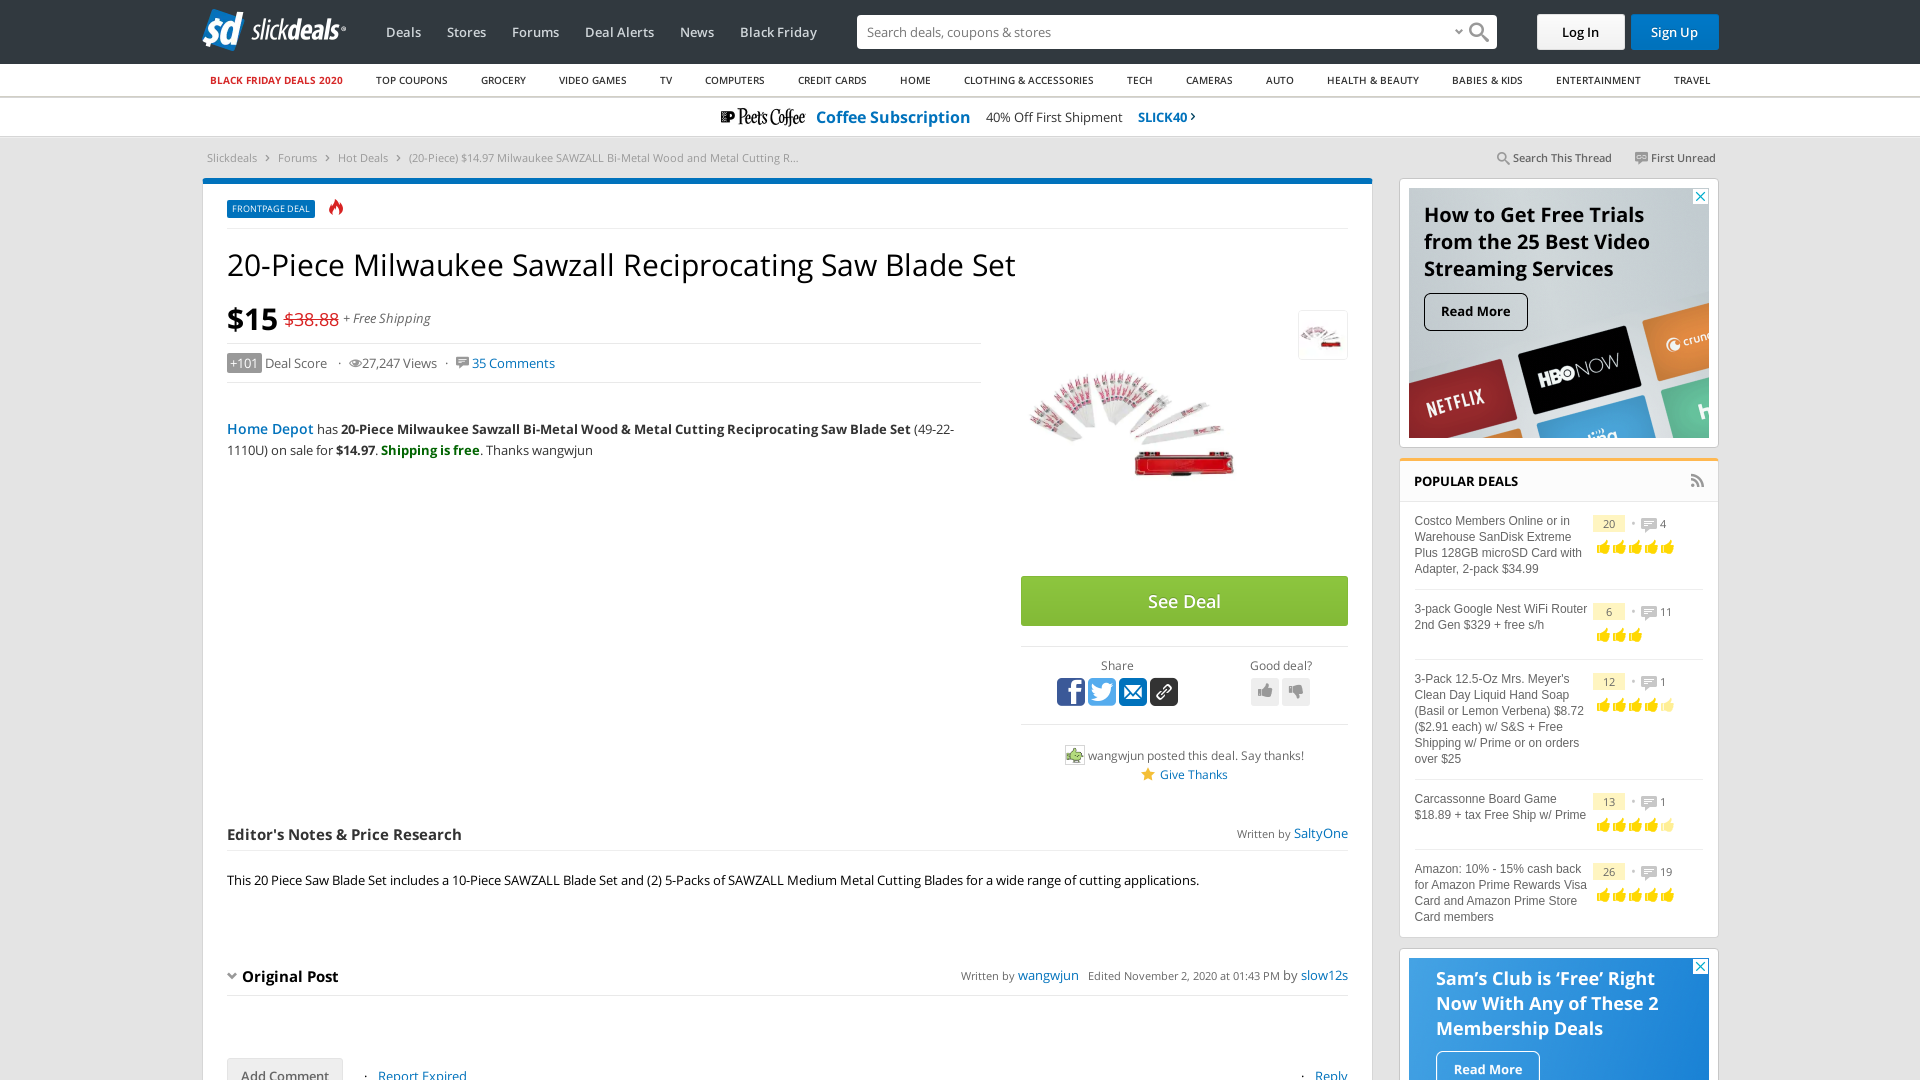 sd slickdeals
Deals Stores Forums Deal Alerts News Black Friday
Search deals, coupons & shares
Log In Sign Up
BLACK FRIDAY DEALS 2020 TOP COUPONS GROCERY VIDEO GAMES TV COMPUTERS CREDIT CARDS HOME CLOTHING & ACCESSORIES TECH CAMERAS AUTO HEALTH & BEAUTY BABIES & KIDS ENTERTAINMENT TRAVEL
Peet's Coffee Coffee Subscription 40% Off First Shipment SLICK40
Slickdeals Forums Hot Deals (20-Piece) $14.97 Milwaukee SAWZALL Bi-Metal Wood and Metal Cutting R...
Search This Thread First Unread
FRONTPAGE DEAL
20-Piece Milwaukee Sawzall Reciprocating Saw Blade Set
$15 $38.88 + Free Shipping
+101 Deal Score · 27,247 Views · 35 Comments
Home Depot has 20-Piece Milwaukee Sawzall Bi-Metal Wood & Metal Cutting Reciprocating Saw Blade Set (49-22-
1110U) on sale for $14.97. Shipping is free. Thanks wangwjun
See Deal
Share Good deal?
wangwjun posted this deal. Say thanks!
Give Thanks
Editor's Notes & Price Research
Written by SaltyOne
This 20 Piece Saw Blade Set includes a 10-Piece SAWZALL Blade Set and (2) 5-Packs of SAWZALL Medium Metal Cutting Blades for a wide range of cutting applications.
Original Post
Written by wangwjun Edited November 2, 2020 at 01:43 PM by slow12s
Add Comment · Report Expired · Reply
How to Get Free Trials
from the 25 Best Video
Streaming Services
Read More
NETFLIX
HBO NOW
POPULAR DEALS
Costco Members Online or in
Warehouse SanDisk Extreme
Plus 128GB microSD Card with
Adapter, 2-pack $34.99
20 • 4
3-pack Google Nest WiFi Router
2nd Gen $329 + free s/h
6 • 11
3-Pack 12.5-Oz Mrs. Meyer's
Clean Day Liquid Hand Soap
(Basil or Lemon Verbena) $8.72
($2.91 each) w/ S&S + Free
Shipping w/ Prime or on orders
over $25
12 • 1
Carcassonne Board Game
$18.89 + tax Free Ship w/ Prime
13 • 1
Amazon: 10% - 15% cash back
for Amazon Prime Rewards Visa
Card and Amazon Prime Store
Card members
26 • 19
Sam's Club is ‘Free’ Right
Now With Any of These 2
Membership Deals
Read More